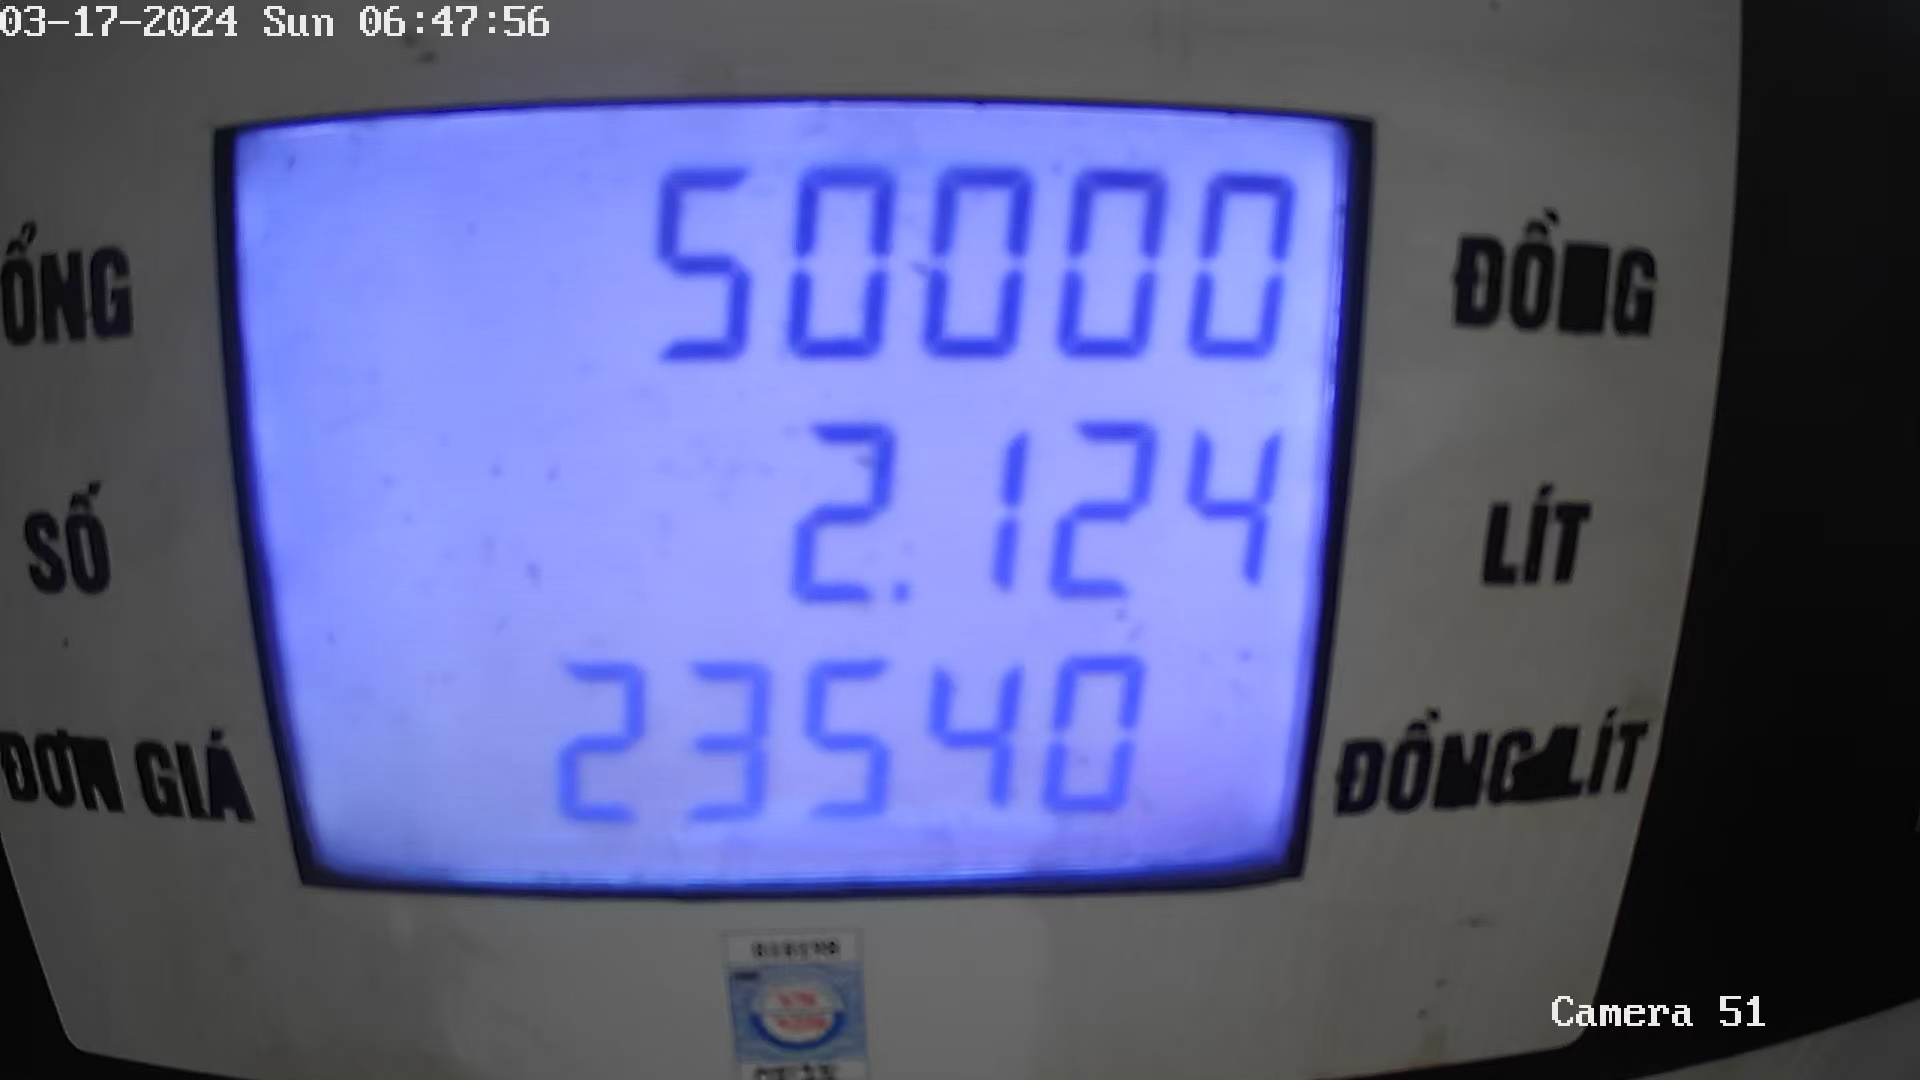 03-17-2024 Sun 06:47:56
ỔNG 50000 ĐỒNG
SỐ 2.124 LÍT
ĐƠN GIÁ 23540 ĐỒNG/LÍT
Camera 51